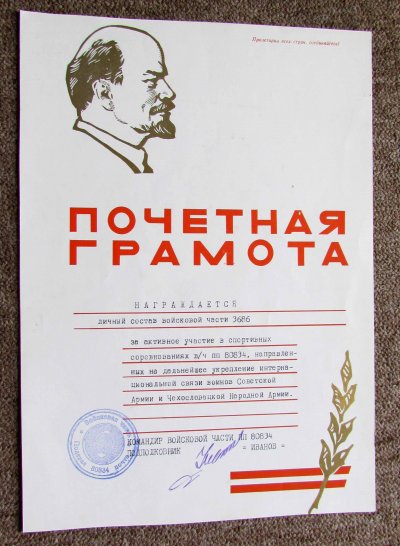 Пролетарии всех стран, соединяйтесь!
ПОЧЕТНАЯ
ГРАМОТА
НАГРАЖДАЕТСЯ
личный состав войсковой части 3686
за активное участие в спортивных
соревнованиях в/ч пп 80834, направлен-
ных на дальнейшее укрепление интерна-
циональной связи воинов Советской
Армии и Чехословацкой Народной Армии.
КОМАНДИР ВОЙСКОВОЙ ЧАСТИ ПП 80834
ПОДПОЛКОВНИК = ИВАНОВ =
80834